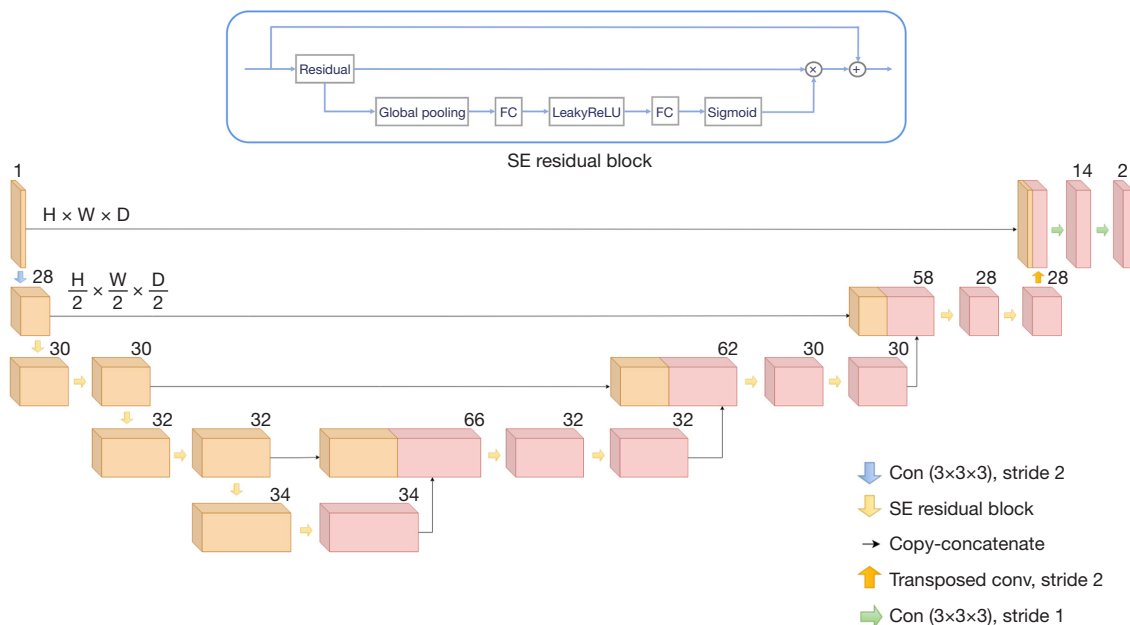 Residual
Global pooling
FC
LeakyReLU
FC
Sigmoid
×
+
SE residual block
1
14
2
H × W × D
28
H/2 × W/2 × D/2
58
28
28
30
30
62
30
30
32
32
66
32
32
34
34
Con (3×3×3), stride 2
SE residual block
Copy-concatenate
Transposed conv, stride 2
Con (3×3×3), stride 1